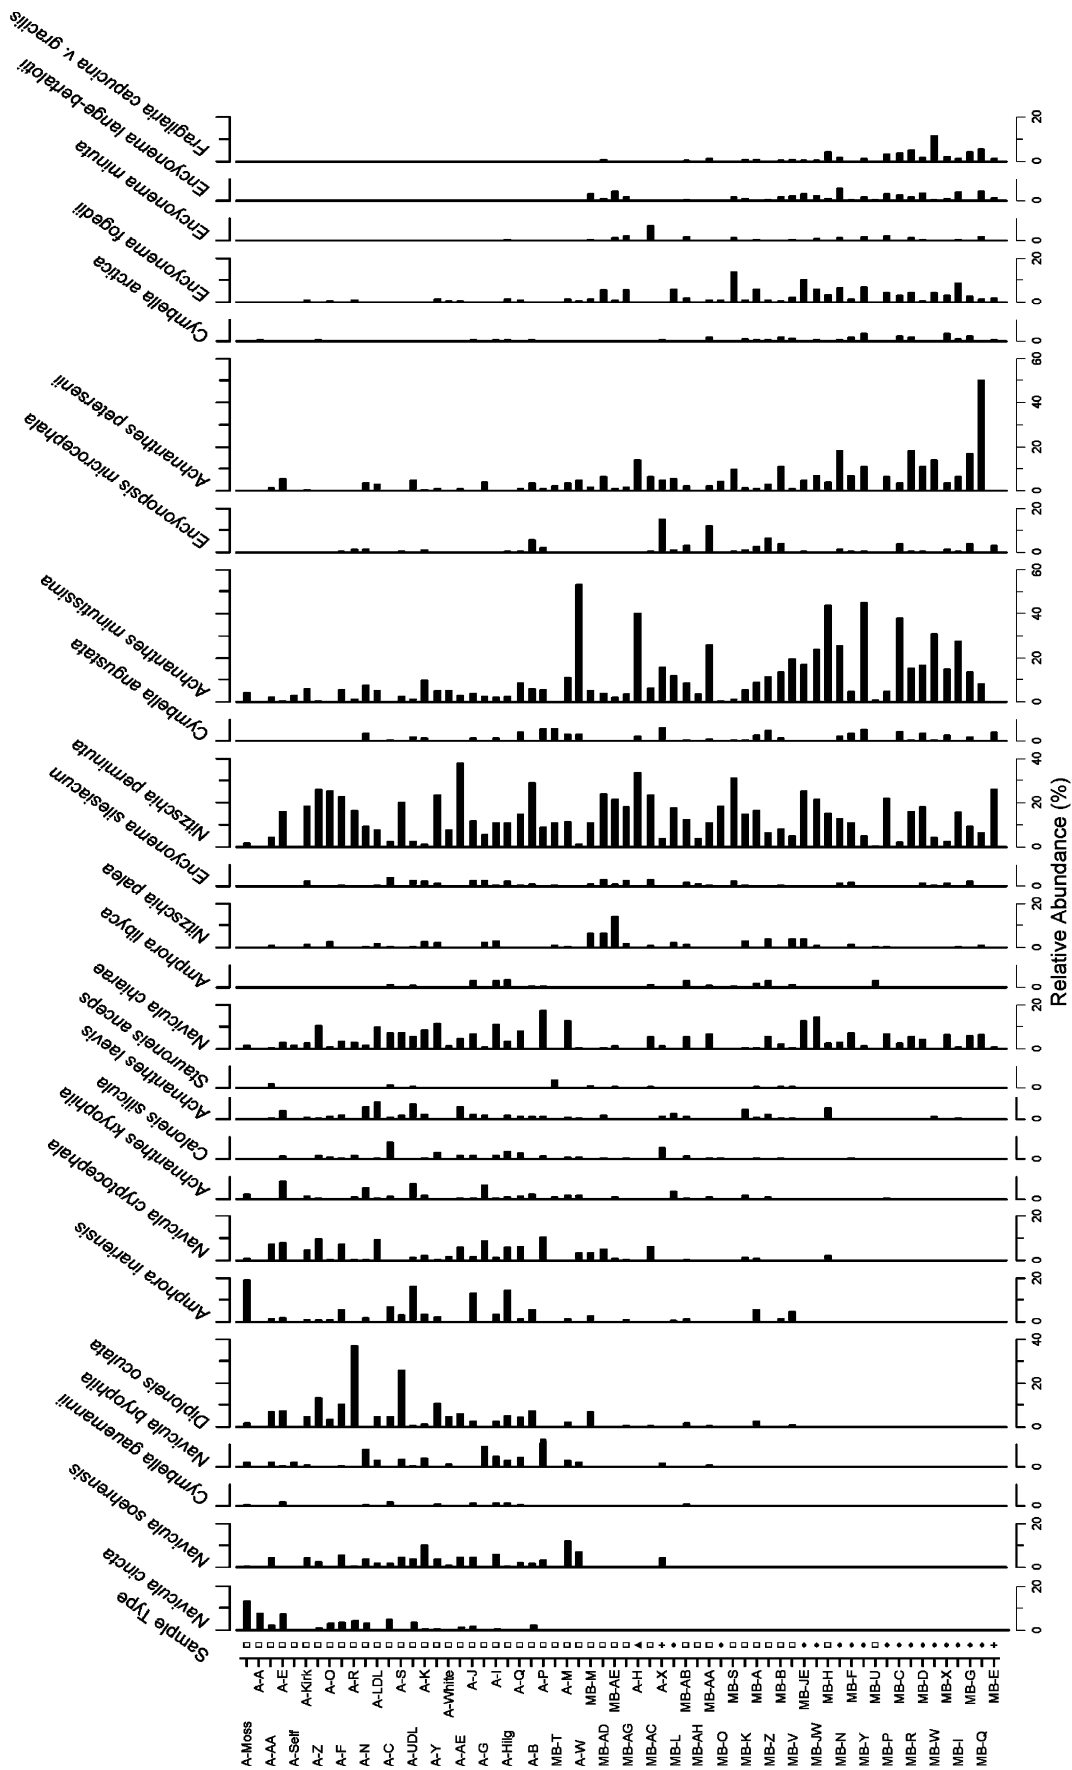 Fragilaria capucina v. gracilis
Encyonema lange-bertalotii
Encyonema minuta
Encyonema fogedii
Cymbella arctica
Achnanthes petersenii
Encyonopsis microcephala
Achnanthes minutissima
Cymbella angustata
Nitzschia perminuta
Encyonema silesiacum
Nitzschia palea
Amphora libyca
Navicula chiarae
Stauroneis anceps
Achnanthes laevis
Caloneis silicula
Achnanthes kryophila
Navicula cryptocephala
Amphora inariensis
Diploneis oculata
Navicula bryophila
Cymbella gauemannii
Navicula soehrensis
Navicula cincta
Sample Type
0 20
0
0
0 20
0
0 20 40 60
0 20
0 20 40 60
0
0 20 40
0
0 20
0
0 20
0
0
0
0
0 20
0 20
0 20 40
0
0
0 20
0 20
Relative Abundance (%)
A-Moss
A-A
A-AA
A-E
A-Self
A-Kirk
A-Z
A-O
A-F
A-R
A-N
A-LDL
A-C
A-S
A-UDL
A-K
A-Y
A-White
A-AE
A-J
A-G
A-I
A-Hilg
A-Q
A-B
A-P
MB-T
A-M
A-W
MB-M
MB-AD
MB-AE
MB-AG
A-H
MB-AC
A-X
MB-L
MB-AB
MB-AH
MB-AA
MB-O
MB-S
MB-K
MB-A
MB-Z
MB-B
MB-V
MB-JE
MB-JW
MB-H
MB-N
MB-F
MB-Y
MB-U
MB-P
MB-C
MB-R
MB-D
MB-W
MB-X
MB-I
MB-G
MB-Q
MB-E